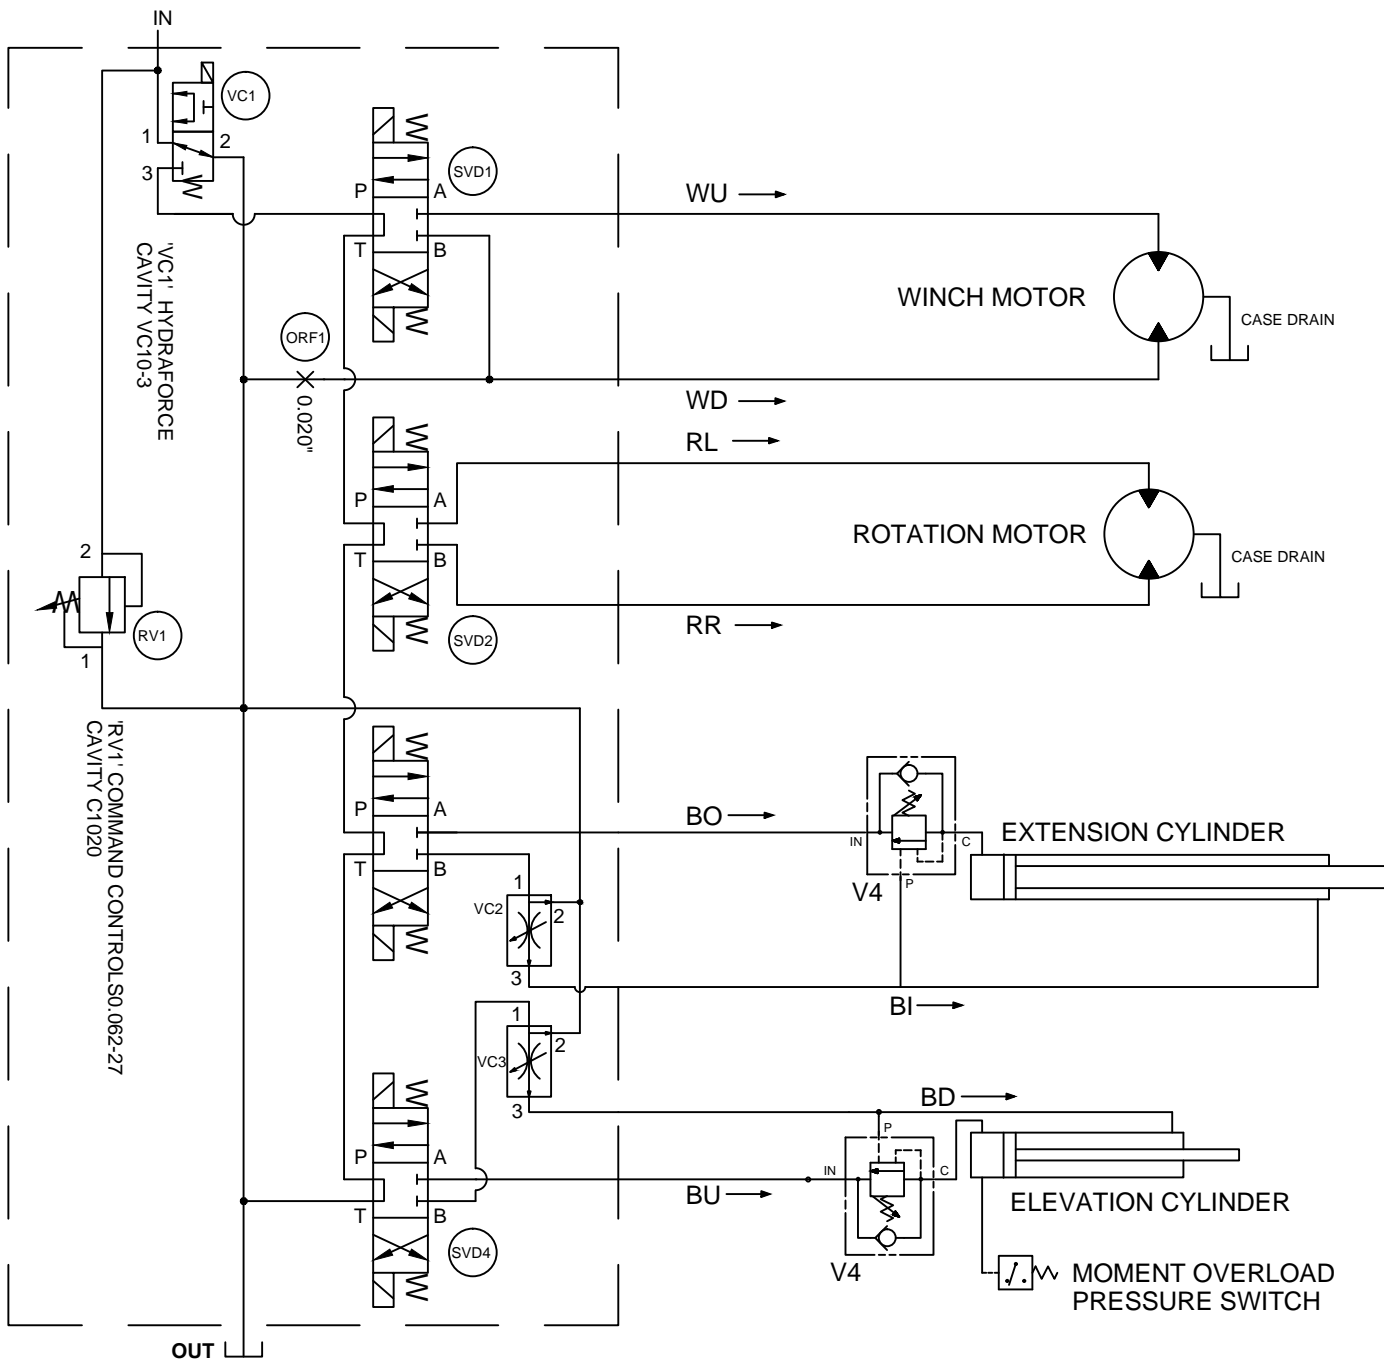 IN
VC1
1
2
3
SVD1
P
A
T
B
WU
WINCH MOTOR
CASE DRAIN
'VC1' HYDRAFORCE
CAVITY VC10-3
ORF1
0.020"
WD
RL
P
A
T
B
ROTATION MOTOR
CASE DRAIN
RR
SVD2
2
RV1
1
'RV1' COMMAND CONTROLS0.062-27
CAVITY C1020
P
A
T
B
BO
IN
C
P
V4
EXTENSION CYLINDER
1
VC2
2
3
BI
1
VC3
2
3
BD
P
A
T
B
BU
P
IN
C
V4
ELEVATION CYLINDER
SVD4
MOMENT OVERLOAD
PRESSURE SWITCH
OUT